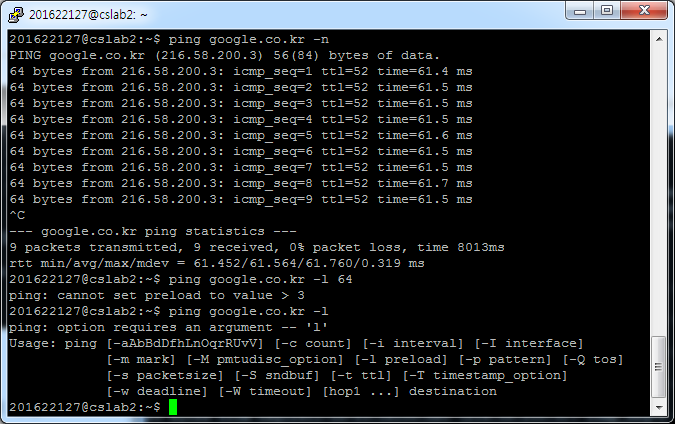 201622127@cslab2: ~
201622127@cslab2:~$ ping google.co.kr -n
PING google.co.kr (216.58.200.3) 56(84) bytes of data.
64 bytes from 216.58.200.3: icmp_seq=1 ttl=52 time=61.4 ms
64 bytes from 216.58.200.3: icmp_seq=2 ttl=52 time=61.5 ms
64 bytes from 216.58.200.3: icmp_seq=3 ttl=52 time=61.5 ms
64 bytes from 216.58.200.3: icmp_seq=4 ttl=52 time=61.5 ms
64 bytes from 216.58.200.3: icmp_seq=5 ttl=52 time=61.6 ms
64 bytes from 216.58.200.3: icmp_seq=6 ttl=52 time=61.5 ms
64 bytes from 216.58.200.3: icmp_seq=7 ttl=52 time=61.5 ms
64 bytes from 216.58.200.3: icmp_seq=8 ttl=52 time=61.7 ms
64 bytes from 216.58.200.3: icmp_seq=9 ttl=52 time=61.5 ms
^C
--- google.co.kr ping statistics ---
9 packets transmitted, 9 received, 0% packet loss, time 8013ms
rtt min/avg/max/mdev = 61.452/61.564/61.760/0.319 ms
201622127@cslab2:~$ ping google.co.kr -l 64
ping: cannot set preload to value > 3
201622127@cslab2:~$ ping google.co.kr -l
ping: option requires an argument -- 'l'
Usage: ping [-aAbBdDfhLnOqrRUvV] [-c count] [-i interval] [-I interface]
[-m mark] [-M pmtudisc_option] [-l preload] [-p pattern] [-Q tos]
[-s packetsize] [-S sndbuf] [-t ttl] [-T timestamp_option]
[-w deadline] [-W timeout] [hop1 ...] destination
201622127@cslab2:~$